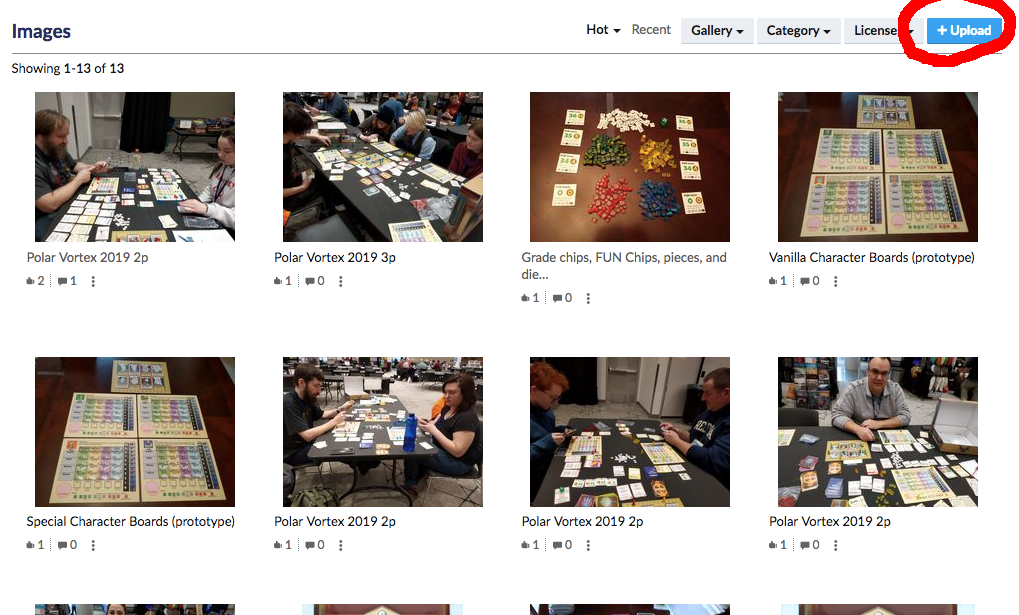 Images
Hot Recent Gallery Category License + Upload
Showing 1-13 of 13
Polar Vortex 2019 2p
2 1
Polar Vortex 2019 3p
1 0
Grade chips, FUN Chips, pieces, and
die...
1 0
Vanilla Character Boards (prototype)
1 0
Special Character Boards (prototype)
1 0
Polar Vortex 2019 2p
1 0
Polar Vortex 2019 2p
1 0
Polar Vortex 2019 2p
1 0